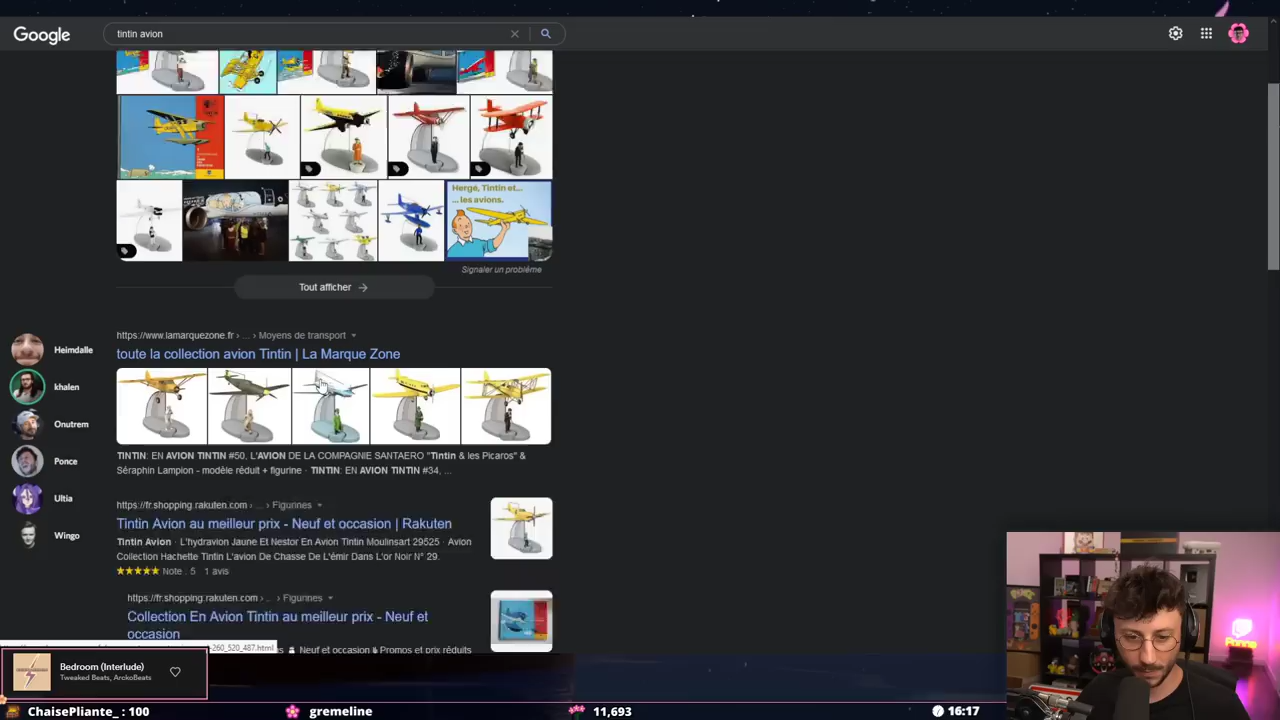 Google
tintin avion
Hergé, Tintin et...
... les avions.
Signaler un problème
Tout afficher
https://www.lamarquezone.fr › ... › Moyens de transport
toute la collection avion Tintin | La Marque Zone
TINTIN: EN AVION TINTIN #50, L'AVION DE LA COMPAGNIE SANTAERO "Tintin & les Picaros" &
Séraphin Lampion - modèle réduit + figurine · TINTIN: EN AVION TINTIN #34, ...
https://fr.shopping.rakuten.com › ... › Figurines
Tintin Avion au meilleur prix - Neuf et occasion | Rakuten
Tintin Avion · L'hydravion Jaune Et Nestor En Avion Tintin Moulinsart 29525 · Avion
Collection Hachette Tintin L'avion De Chasse De L'émir Dans L'or Noir N° 29.
Note : 5 · 1 avis
https://fr.shopping.rakuten.com › ... › Figurines
Collection En Avion Tintin au meilleur prix - Neuf et
occasion
Neuf et occasion Promos et prix réduits
-260_520_487.html
Heimdalle
khalen
Onutrem
Ponce
Ultia
Wingo
Bedroom (Interlude)
Tweaked Beats, ArckoBeats
ChaisePliante_ : 100
gremeline
11,693
16:17